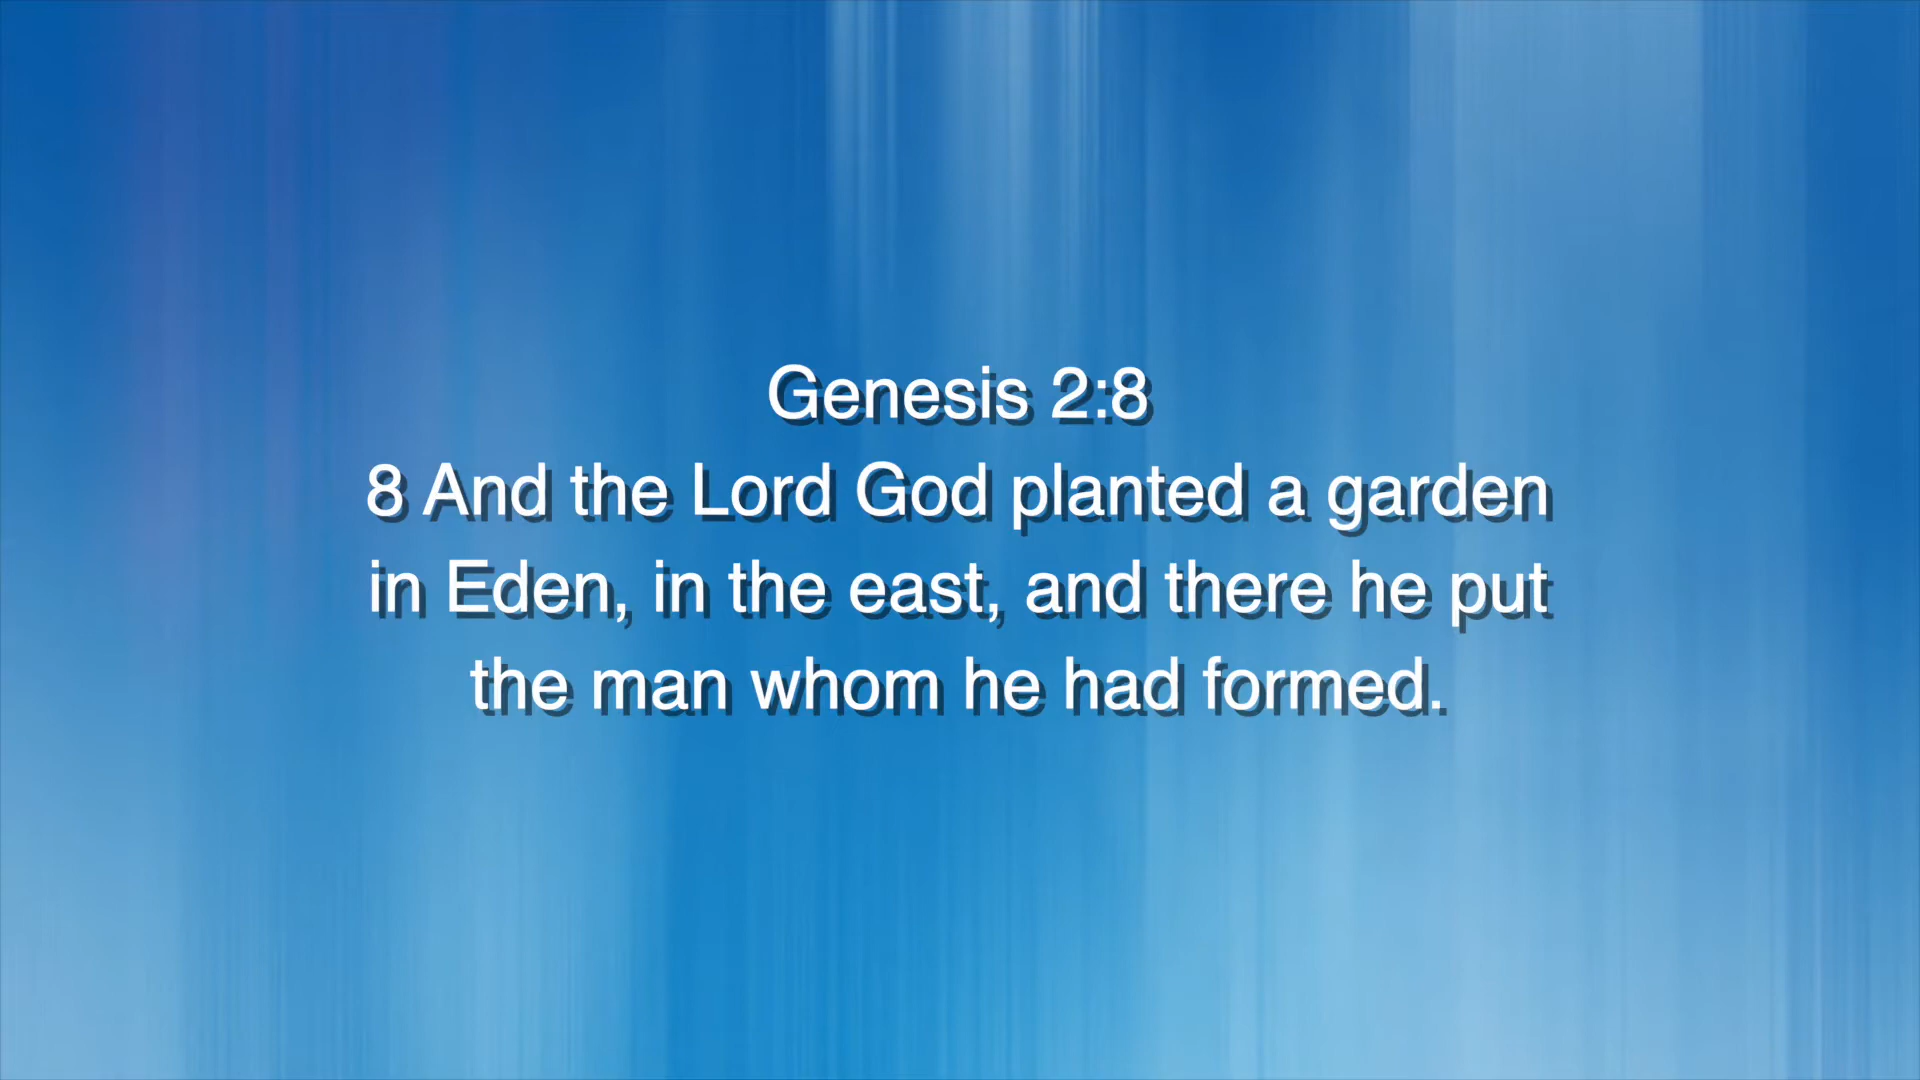 Genesis 2:8
8 And the Lord God planted a garden
in Eden, in the east, and there he put
the man whom he had formed.